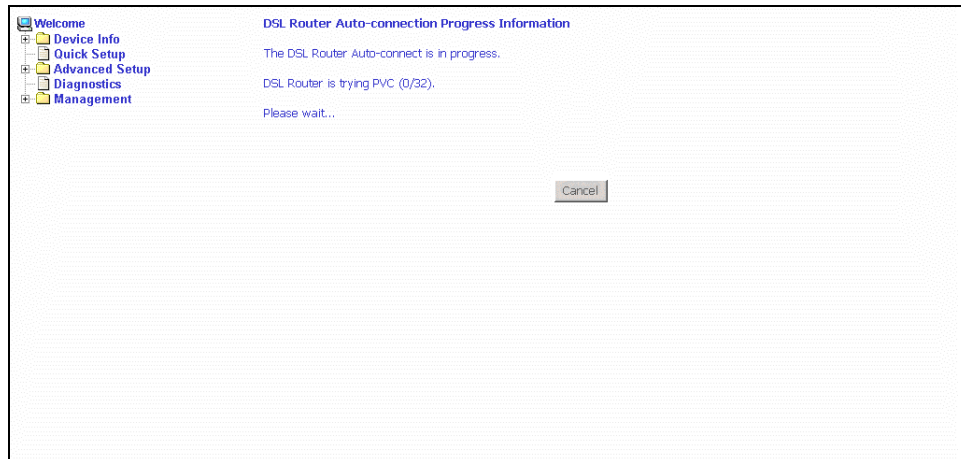 Welcome
Device Info
Quick Setup
Advanced Setup
Diagnostics
Management
DSL Router Auto-connection Progress Information
The DSL Router Auto-connect is in progress.
DSL Router is trying PVC (0/32).
Please wait...
Cancel